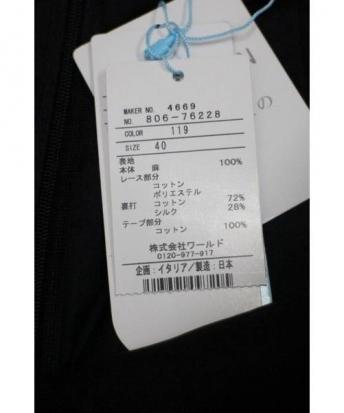 MAKER NO. 4669
NO. 806-76228
COLOR 119
SIZE 40
表地
本体 麻 100%
レース部分
コットン
ポリエステル
裏打 コットン 72%
シルク 28%
テープ部分
コットン 100%
株式会社ワールド
0120-977-917
企画:イタリア/製造:日本
の